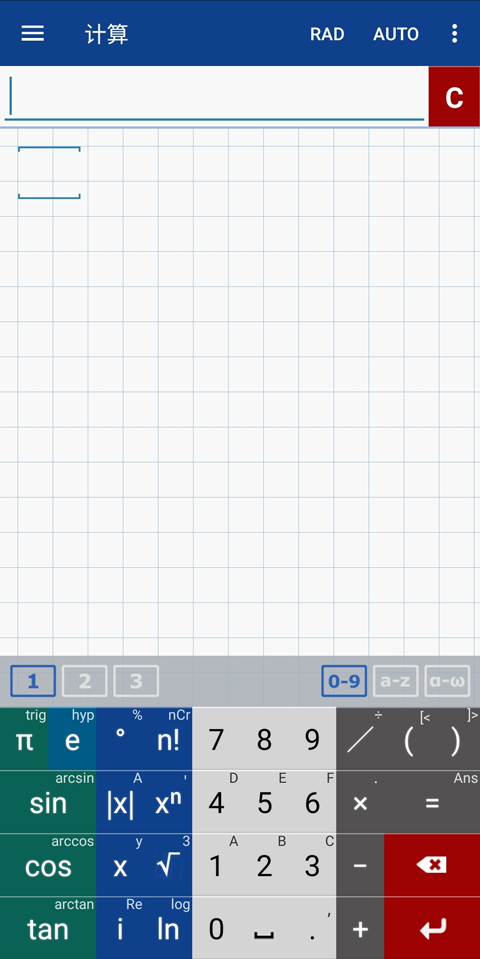 计算 RAD AUTO
C
1 2 3 0-9 a-z α-ω
trig hyp % nCr ÷ [< ]>
π e ° n! 7 8 9 ∕ ( )
arcsin A ' D E F . Ans
sin |x| xⁿ 4 5 6 × =
arccos y 3 A B C
cos x √ 1 2 3 −
arctan Re log ,
tan i ln 0 ⎵ . +